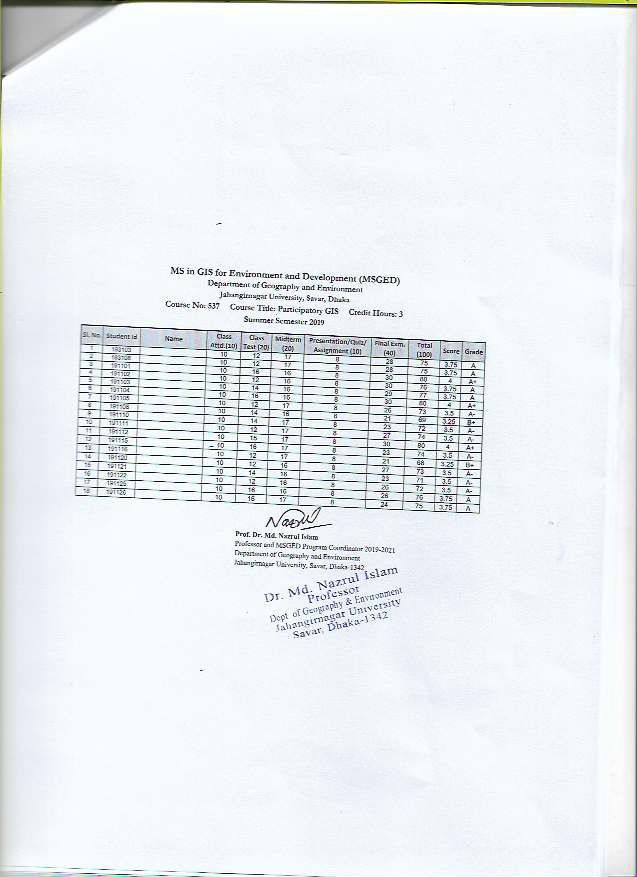 MS in GIS for Environment and Development (MSGED)
Department of Geography and Environment
Jahangirnagar University, Savar, Dhaka
Course No: 537 Course Title: Participatory GIS Credit Hours: 3
Summer Semester 2019
Sl. No. Student Id Name Class Attd.(10) Class Test (20) Midterm (20) Presentation/Quiz/ Assignment (10) Final Exm. (40) Total (100) Score Grade
1 193103 10 12 17 8 28 75 3.75 A
2 193108 10 12 17 8 28 75 3.75 A
3 191101 10 16 16 8 30 80 4 A+
4 191102 10 12 16 8 30 76 3.75 A
5 191103 10 14 16 8 29 77 3.75 A
6 191104 10 16 16 8 30 80 4 A+
7 191105 10 12 17 8 26 73 3.5 A-
8 191108 10 14 16 8 21 69 3.25 B+
9 191110 10 14 17 8 23 72 3.5 A-
10 191111 10 12 17 8 27 74 3.5 A-
11 191112 10 15 17 8 30 80 4 A+
12 191115 10 16 17 8 23 74 3.5 A-
13 191116 10 12 17 8 21 68 3.25 B+
14 191120 10 12 16 8 27 73 3.5 A-
15 191121 10 14 16 8 23 71 3.5 A-
16 191122 10 12 16 8 26 72 3.5 A-
17 191125 10 16 16 8 26 76 3.75 A
18 191126 10 16 17 8 24 75 3.75 A
Prof. Dr. Md. Nazrul Islam
Professor and MSGED Program Coordinator 2019-2021
Department of Geography and Environment
Jahangirnagar University, Savar, Dhaka-1342
Dr. Md. Nazrul Islam
Professor
Dept of Geography & Environment
Jahangirnagar University
Savar, Dhaka-1342